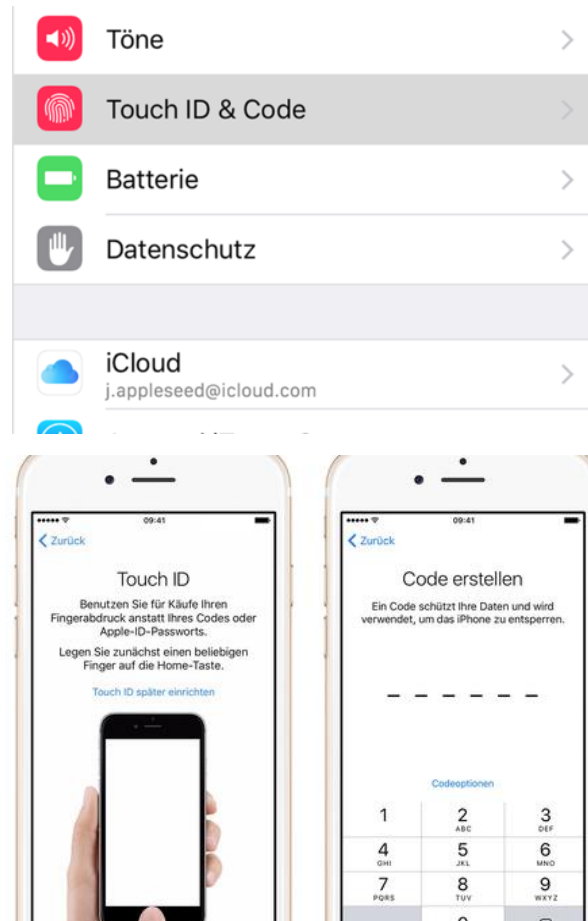 Töne
Touch ID & Code
Batterie
Datenschutz
iCloud
j.appleseed@icloud.com
09:41
Zurück
Touch ID
Benutzen Sie für Käufe Ihren
Fingerabdruck anstatt Ihres Codes oder
Apple-ID-Passworts.
Legen Sie zunächst einen beliebigen
Finger auf die Home-Taste.
Touch ID später einrichten
09:41
Zurück
Code erstellen
Ein Code schützt Ihre Daten und wird
verwendet, um das iPhone zu entsperren.
Codeoptionen
1 2 3
ABC DEF
4 5 6
GHI JKL MNO
7 8 9
PQRS TUV WXYZ